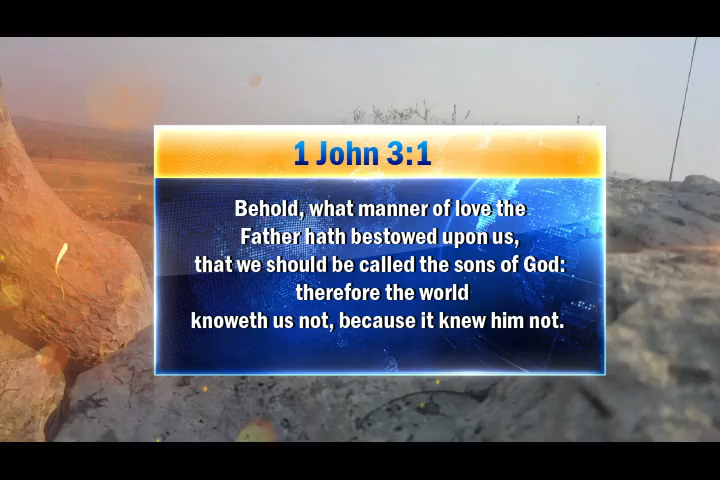 1 John 3:1
Behold, what manner of love the
Father hath bestowed upon us,
that we should be called the sons of God:
therefore the world
knoweth us not, because it knew him not.